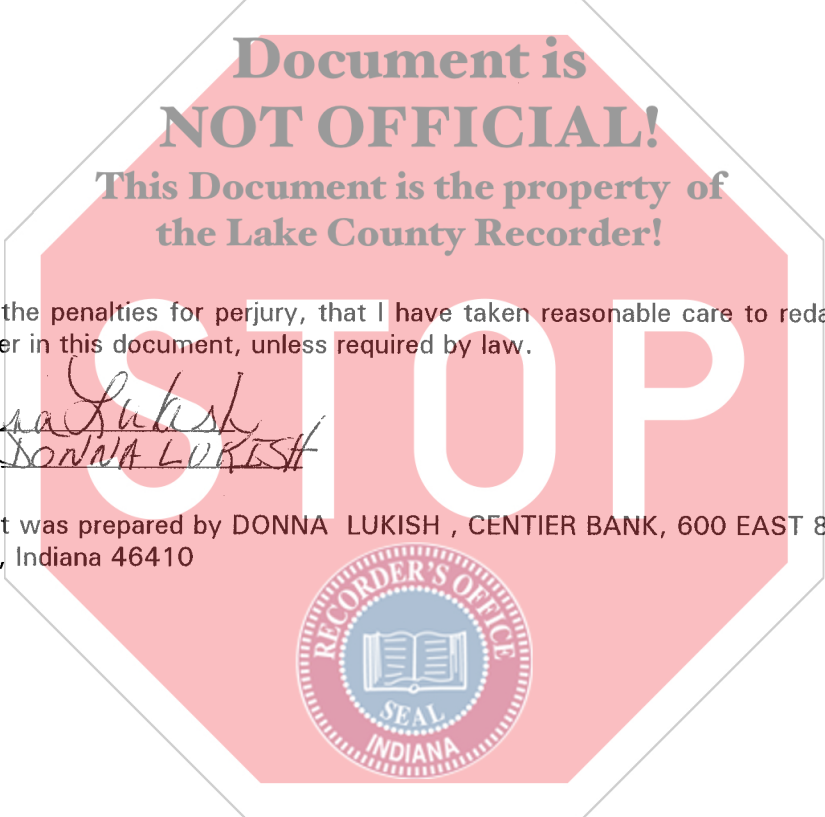 Document is
NOT OFFICIAL!
This Document is the property of
the Lake County Recorder!
the penalties for perjury, that I have taken reasonable care to reda
er in this document, unless required by law.
na Lukish
DONNA LUKISH
STOP
t was prepared by DONNA LUKISH , CENTIER BANK, 600 EAST 8
, Indiana 46410
RECORDER'S OFFICE
SEAL
INDIANA